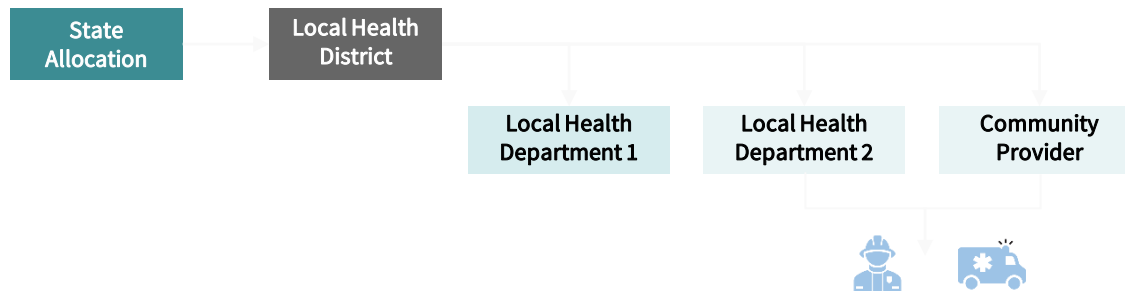 State
Allocation
Local Health
District
Local Health
Department 1
Local Health
Department 2
Community
Provider